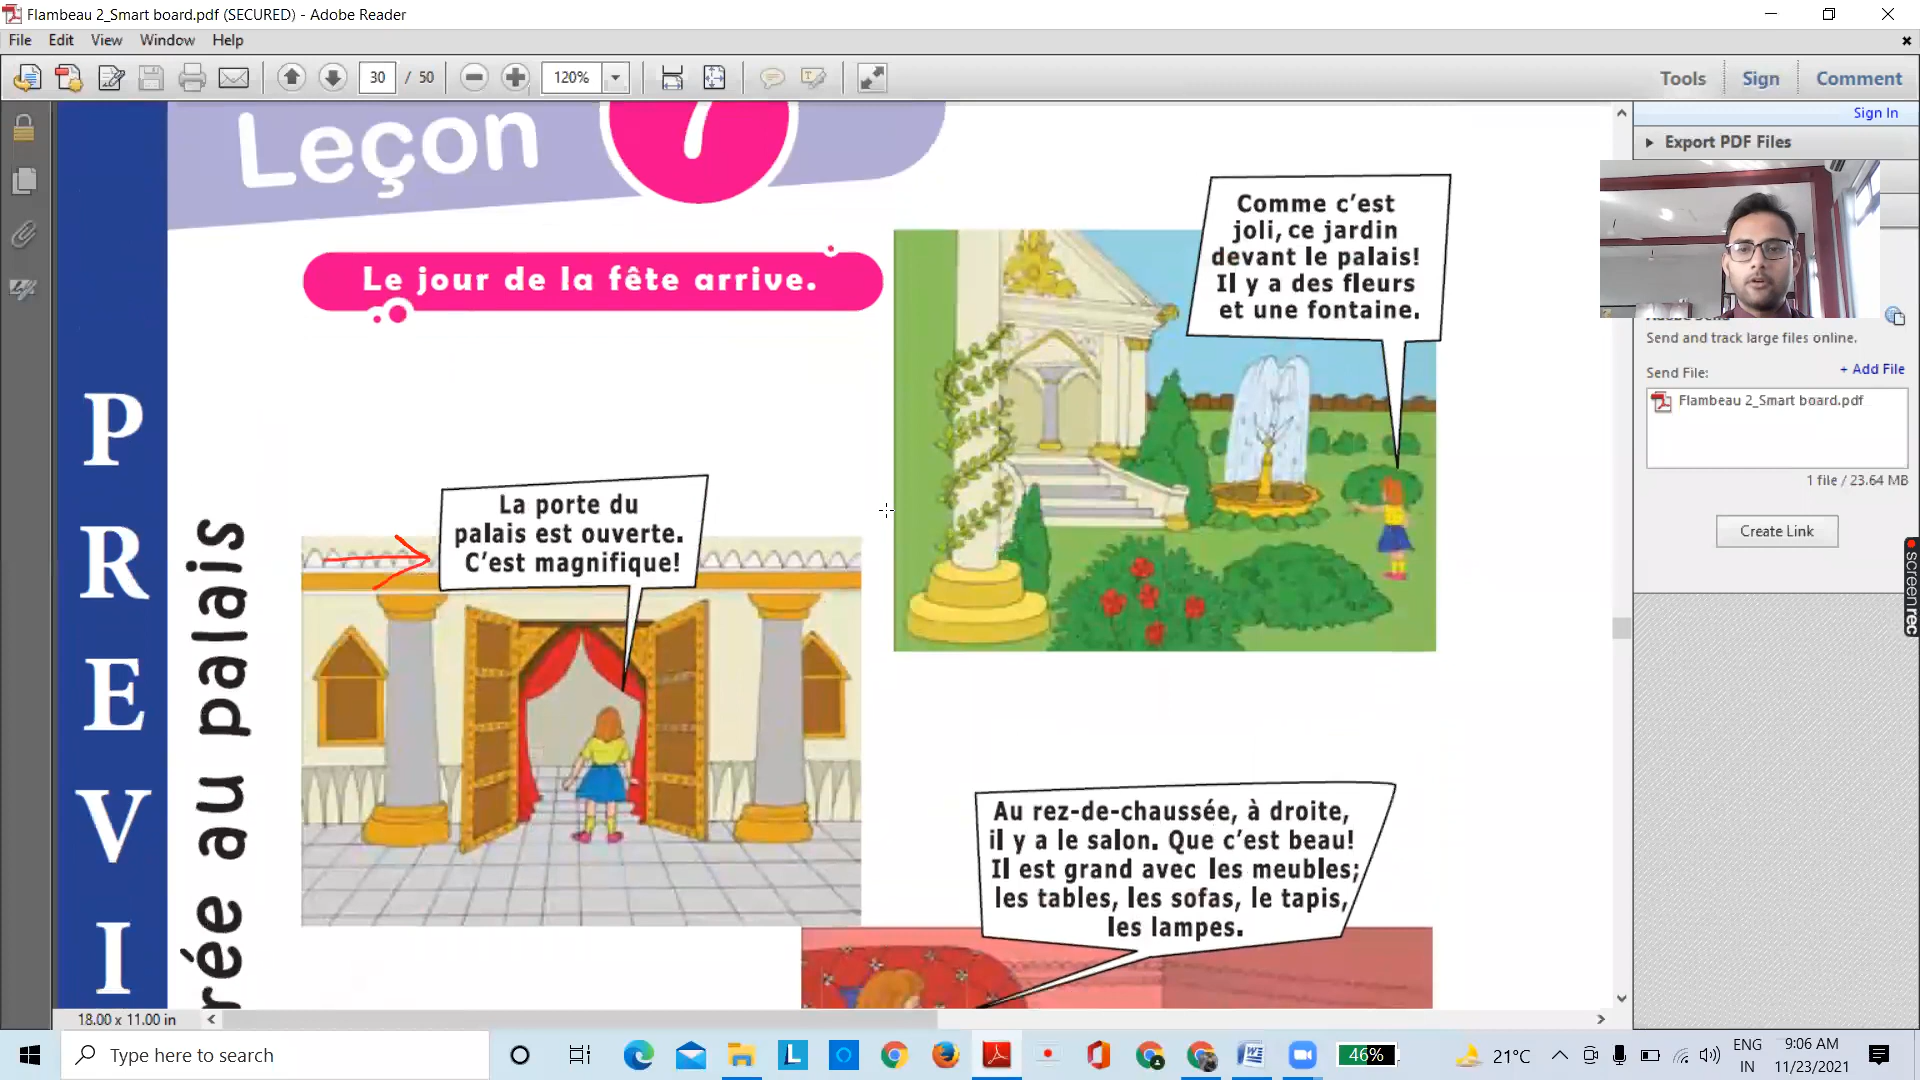 Flambeau 2_Smart board.pdf (SECURED) - Adobe Reader
File Edit View Window Help
30 / 50 120% Tools Sign Comment
Sign In
Export PDF Files
Leçon 7
Le jour de la fête arrive.
Comme c'est
joli, ce jardin
devant le palais!
Il y a des fleurs
et une fontaine.
La porte du
palais est ouverte.
C'est magnifique!
Au rez-de-chaussée, à droite,
il y a le salon. Que c'est beau!
Il est grand avec les meubles;
les tables, les sofas, le tapis,
les lampes.
PREVI
rée au palais
Send and track large files online.
Send File:
+ Add File
Flambeau 2_Smart board.pdf
1 file / 23.64 MB
Create Link
screenrec
18.00 x 11.00 in
Type here to search
46%
21°C
ENG
IN
9:06 AM
11/23/2021